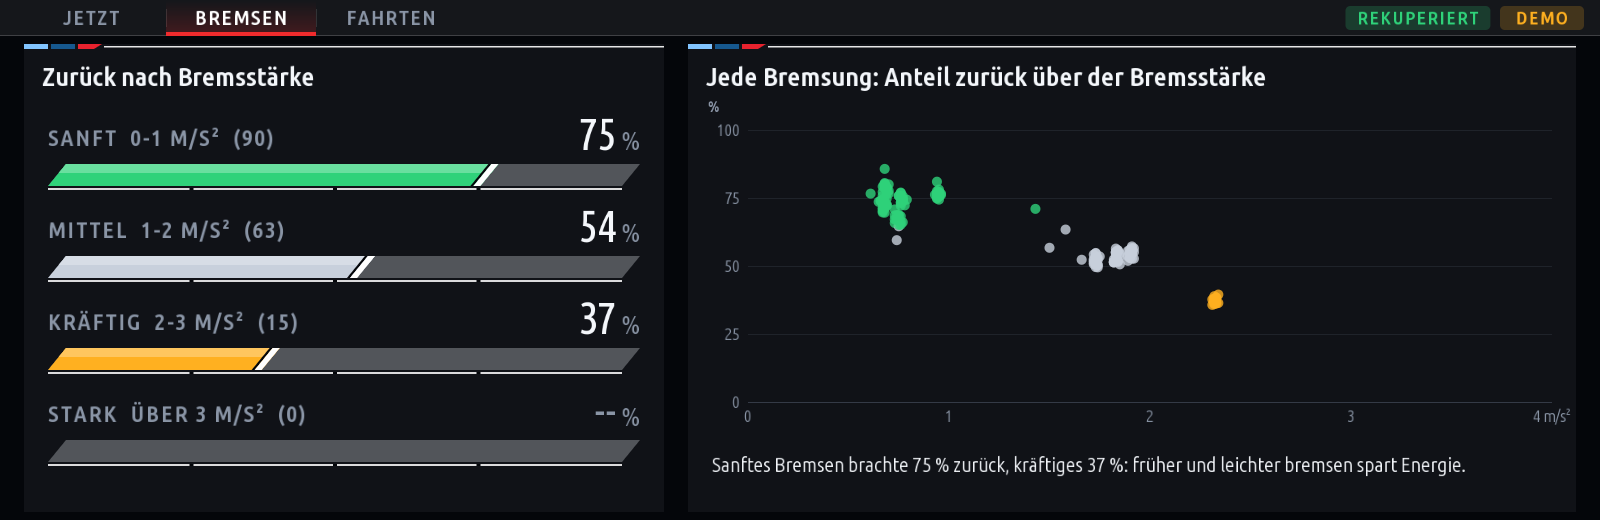 JETZT BREMSEN FAHRTEN REKUPERIERT DEMO
Zurück nach Bremsstärke
SANFT 0-1 M/S² (90) 75 %
MITTEL 1-2 M/S² (63) 54 %
KRÄFTIG 2-3 M/S² (15) 37 %
STARK ÜBER 3 M/S² (0) -- %
Jede Bremsung: Anteil zurück über der Bremsstärke
%
100
75
50
25
0
0 1 2 3 4 m/s²
Sanftes Bremsen brachte 75 % zurück, kräftiges 37 %: früher und leichter bremsen spart Energie.